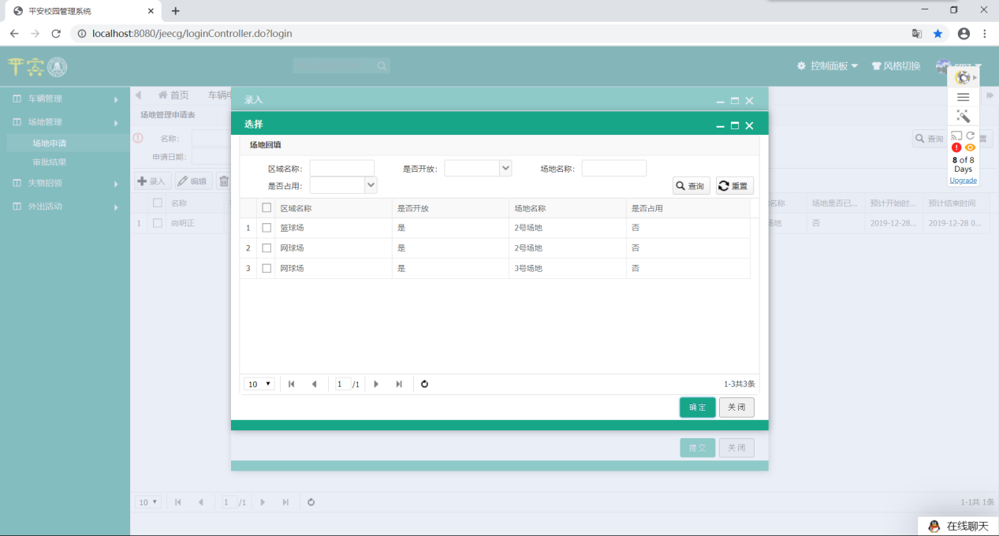 平安校园管理系统
localhost:8080/jeecg/loginController.do?login
平安
控制面板 风格切换
车辆管理
场地管理
场地申请
审批结果
失物招领
外出活动
首页 车辆申
场地管理申请表
名称： 查询
申请日期：
录入 编辑
名称 名称 场地是否已... 预计开始时... 预计结束时间
1 尚明正 场地 否 2019-12-28... 2019-12-28 0...
8 of 8
Days
Upgrade
录入
选择
场地回填
区域名称： 是否开放： 场地名称：
是否占用： 查询 重置
区域名称 是否开放 场地名称 是否占用
1 篮球场 是 2号场地 否
2 网球场 是 2号场地 否
3 网球场 是 3号场地 否
10 1 /1 1-3共3条
确定 关闭
提交 关闭
10 1 /1 1-1共 1条
在线聊天